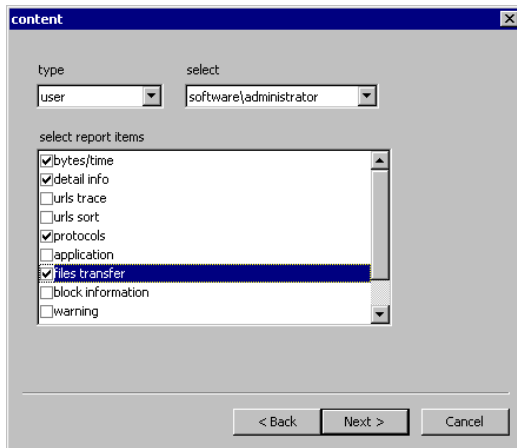 content
type select
user software\administrator
select report items
bytes/time
detail info
urls trace
urls sort
protocols
application
files transfer
block information
warning
< Back Next > Cancel